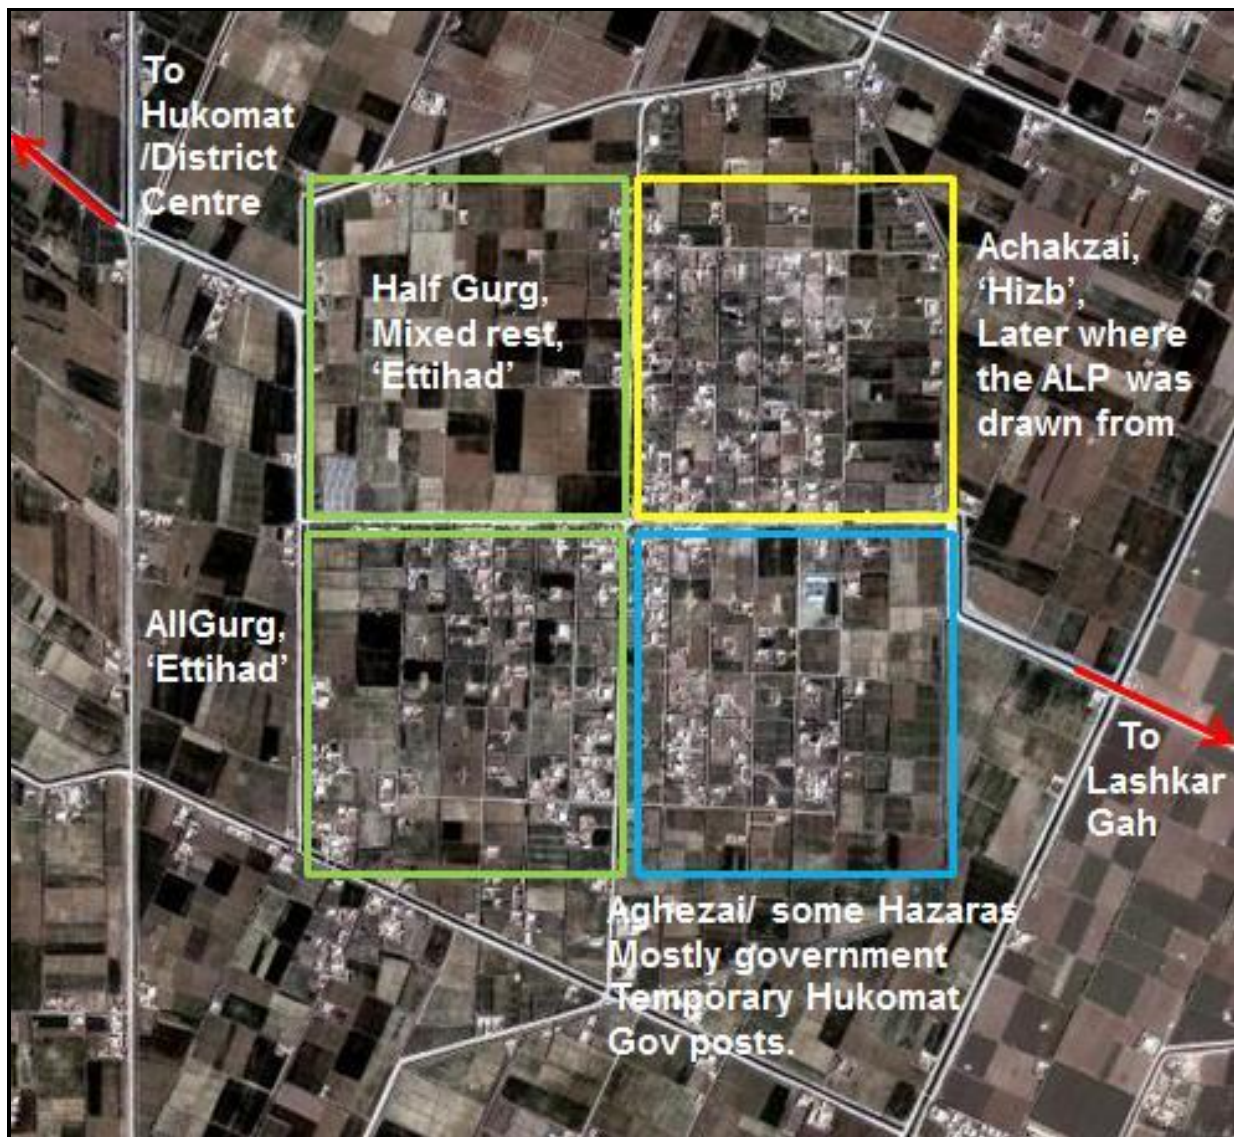 To
Hukomat
/District
Centre
Half Gurg,
Mixed rest,
‘Ettihad’
Achakzai,
‘Hizb’,
Later where
the ALP was
drawn from
AllGurg,
‘Ettihad’
To
Lashkar
Gah
Aghezai/ some Hazaras
Mostly government
Temporary Hukomat
Gov posts.